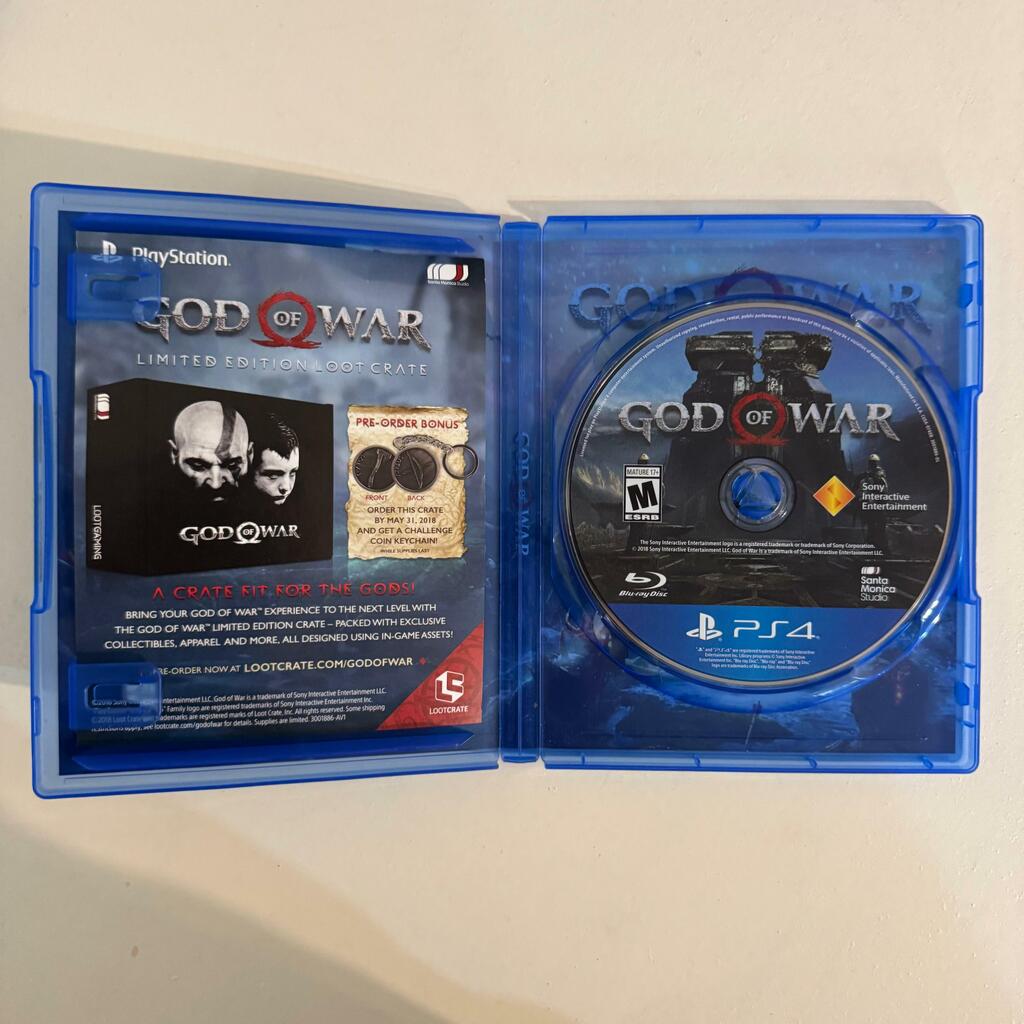 PlayStation.
Santa Monica Studio
GOD OF WAR
LIMITED EDITION LOOT CRATE
LOOTGAMING
GOD OF WAR
PRE-ORDER BONUS
FRONT BACK
ORDER THIS CRATE
BY MAY 31, 2018
AND GET A CHALLENGE
COIN KEYCHAIN!
WHILE SUPPLIES LAST
A CRATE FIT FOR THE GODS!
BRING YOUR GOD OF WAR™ EXPERIENCE TO THE NEXT LEVEL WITH
THE GOD OF WAR™ LIMITED EDITION CRATE – PACKED WITH EXCLUSIVE
COLLECTIBLES, APPAREL AND MORE, ALL DESIGNED USING IN-GAME ASSETS!
PRE-ORDER NOW AT LOOTCRATE.COM/GODOFWAR
LOOTCRATE
Entertainment LLC. God of War is a trademark of Sony Interactive Entertainment LLC.
Family logo are registered trademarks of Sony Interactive Entertainment Inc.
© 2018 Loot Crate trademarks are registered marks of Loot Crate, Inc. All rights reserved. Some shipping
restrictions apply, see lootcrate.com/godofwar for details. Supplies are limited. 3001886-AV1
GOD OF WAR
GOD OF WAR
GOD OF WAR
MATURE 17+
M
ESRB
Sony
Interactive
Entertainment
The Sony Interactive Entertainment logo is a registered trademark or trademark of Sony Corporation.
© 2018 Sony Interactive Entertainment LLC. God of War is a trademark of Sony Interactive Entertainment LLC.
Blu-ray Disc
Santa
Monica
Studio
PS4